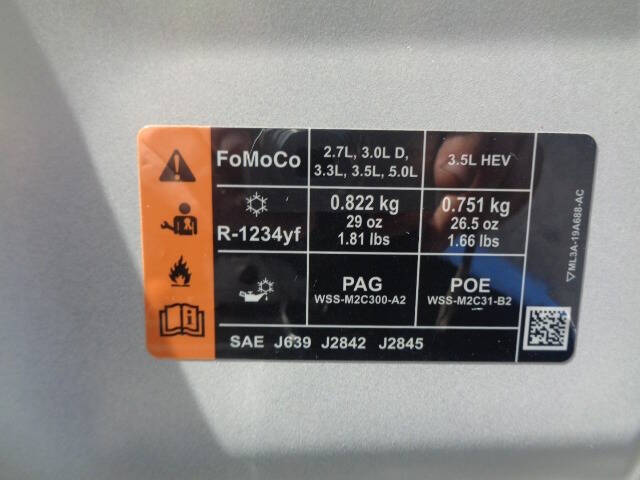 FoMoCo
2.7L, 3.0L D,
3.3L, 3.5L, 5.0L
3.5L HEV
R-1234yf
0.822 kg
29 oz
1.81 lbs
0.751 kg
26.5 oz
1.66 lbs
PAG
WSS-M2C300-A2
POE
WSS-M2C31-B2
SAE J639 J2842 J2845
ML3A-19A688-AC